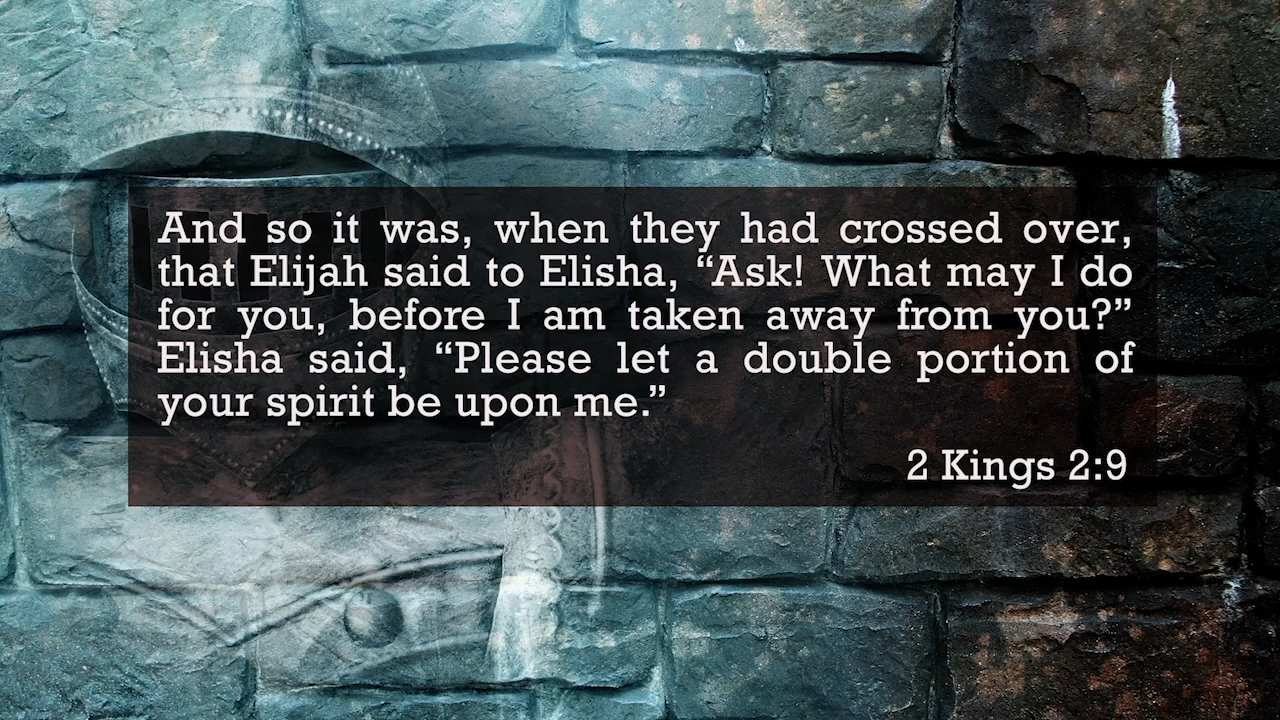 And so it was, when they had crossed over,
that Elijah said to Elisha, “Ask! What may I do
for you, before I am taken away from you?”
Elisha said, “Please let a double portion of
your spirit be upon me.”
2 Kings 2:9